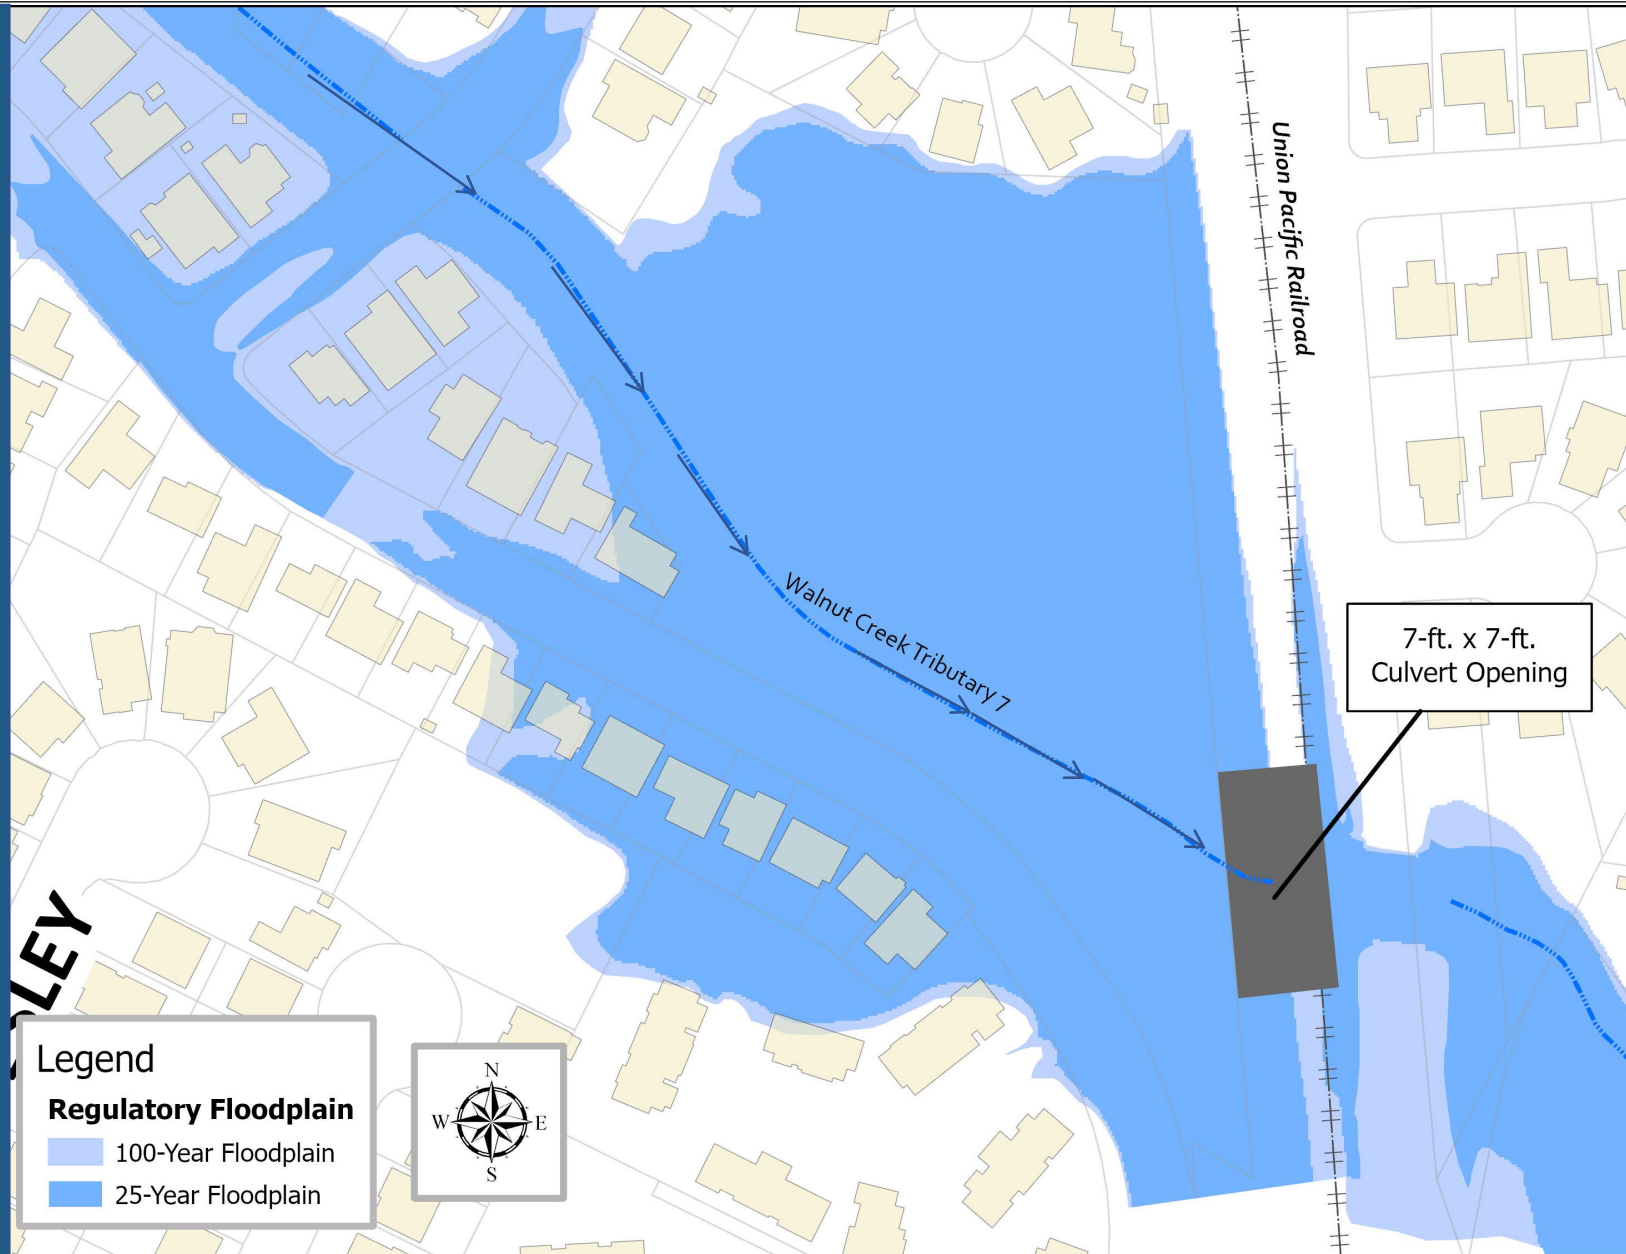 Union Pacific Railroad
7-ft. x 7-ft.
Culvert Opening
Walnut Creek Tributary 7
LEY
Legend
Regulatory Floodplain
100-Year Floodplain
25-Year Floodplain
N
W E
S